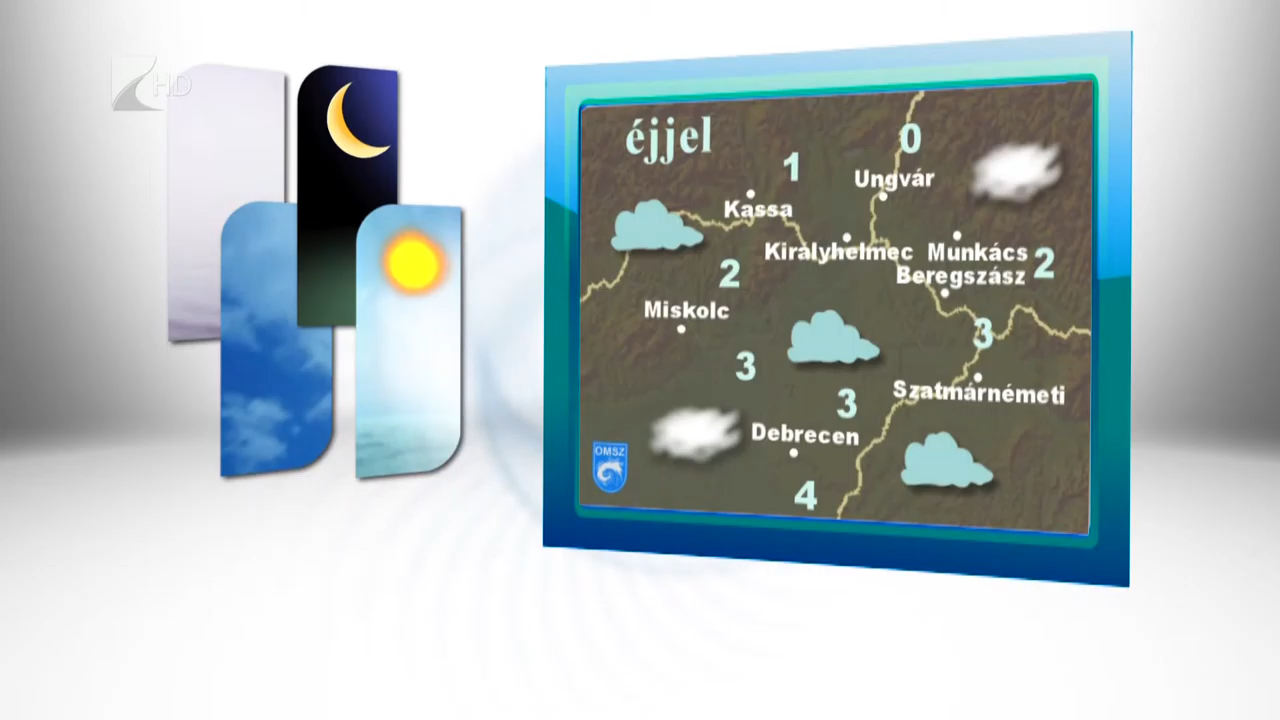 HD
éjjel
0
1
Ungvár
Kassa
Királyhelmec
Munkács
2
Beregszász
2
Miskolc
3
3
Szatmárnémeti
3
Debrecen
OMSZ
4